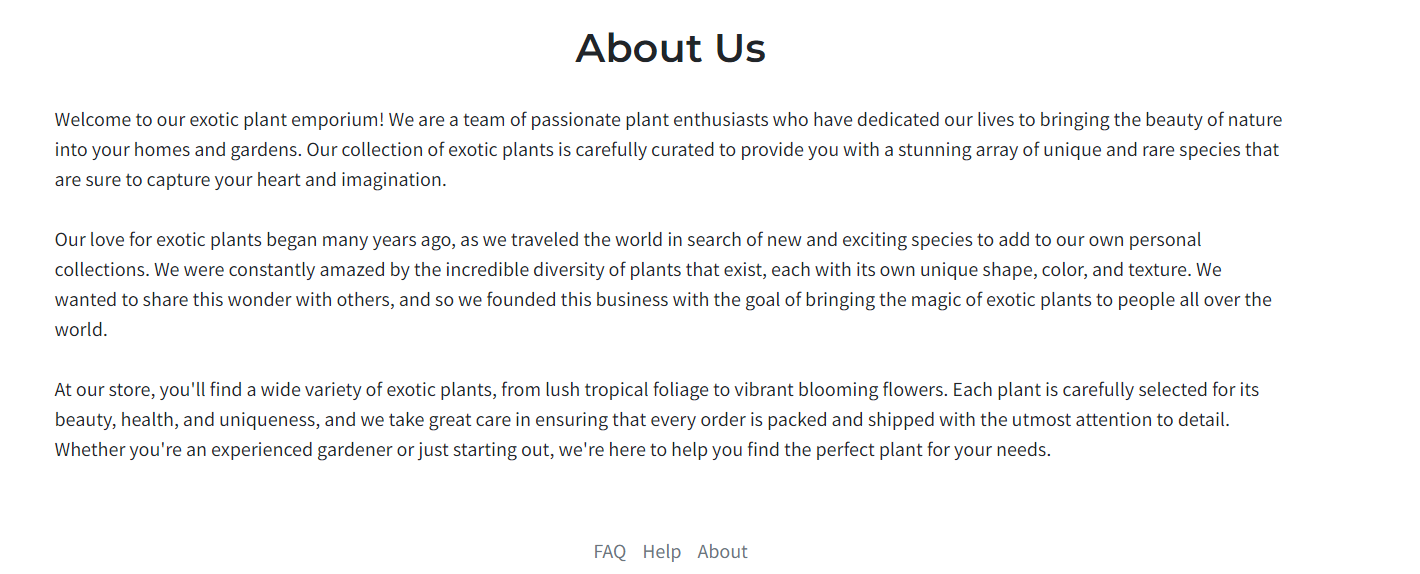 About Us
Welcome to our exotic plant emporium! We are a team of passionate plant enthusiasts who have dedicated our lives to bringing the beauty of nature
into your homes and gardens. Our collection of exotic plants is carefully curated to provide you with a stunning array of unique and rare species that
are sure to capture your heart and imagination.
Our love for exotic plants began many years ago, as we traveled the world in search of new and exciting species to add to our own personal
collections. We were constantly amazed by the incredible diversity of plants that exist, each with its own unique shape, color, and texture. We
wanted to share this wonder with others, and so we founded this business with the goal of bringing the magic of exotic plants to people all over the
world.
At our store, you'll find a wide variety of exotic plants, from lush tropical foliage to vibrant blooming flowers. Each plant is carefully selected for its
beauty, health, and uniqueness, and we take great care in ensuring that every order is packed and shipped with the utmost attention to detail.
Whether you're an experienced gardener or just starting out, we're here to help you find the perfect plant for your needs.
FAQ Help About